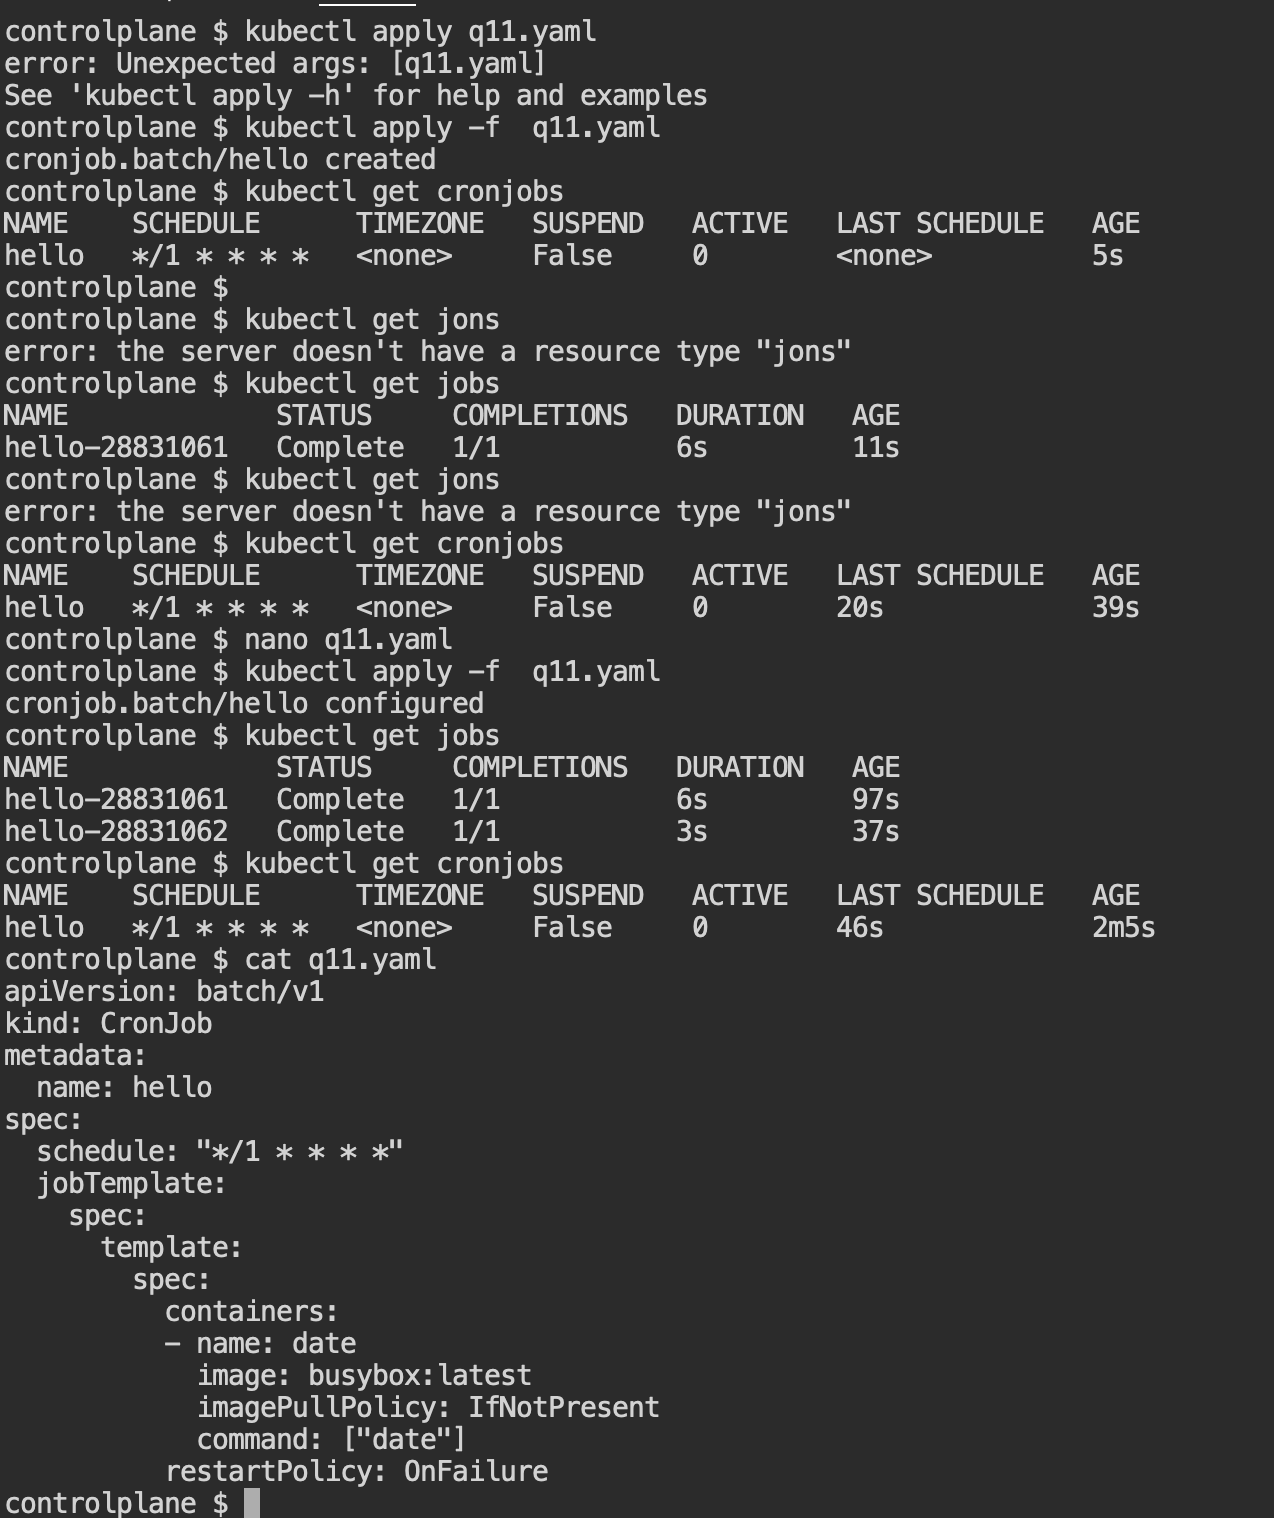 controlplane $ kubectl apply q11.yaml
error: Unexpected args: [q11.yaml]
See 'kubectl apply -h' for help and examples
controlplane $ kubectl apply -f  q11.yaml
cronjob.batch/hello created
controlplane $ kubectl get cronjobs
NAME    SCHEDULE      TIMEZONE   SUSPEND   ACTIVE   LAST SCHEDULE   AGE
hello   */1 * * * *   <none>     False     0        <none>          5s
controlplane $
controlplane $ kubectl get jons
error: the server doesn't have a resource type "jons"
controlplane $ kubectl get jobs
NAME             STATUS     COMPLETIONS   DURATION   AGE
hello-28831061   Complete   1/1           6s         11s
controlplane $ kubectl get jons
error: the server doesn't have a resource type "jons"
controlplane $ kubectl get cronjobs
NAME    SCHEDULE      TIMEZONE   SUSPEND   ACTIVE   LAST SCHEDULE   AGE
hello   */1 * * * *   <none>     False     0        20s             39s
controlplane $ nano q11.yaml
controlplane $ kubectl apply -f  q11.yaml
cronjob.batch/hello configured
controlplane $ kubectl get jobs
NAME             STATUS     COMPLETIONS   DURATION   AGE
hello-28831061   Complete   1/1           6s         97s
hello-28831062   Complete   1/1           3s         37s
controlplane $ kubectl get cronjobs
NAME    SCHEDULE      TIMEZONE   SUSPEND   ACTIVE   LAST SCHEDULE   AGE
hello   */1 * * * *   <none>     False     0        46s             2m5s
controlplane $ cat q11.yaml
apiVersion: batch/v1
kind: CronJob
metadata:
  name: hello
spec:
  schedule: "*/1 * * * *"
  jobTemplate:
    spec:
      template:
        spec:
          containers:
          - name: date
            image: busybox:latest
            imagePullPolicy: IfNotPresent
            command: ["date"]
          restartPolicy: OnFailure
controlplane $